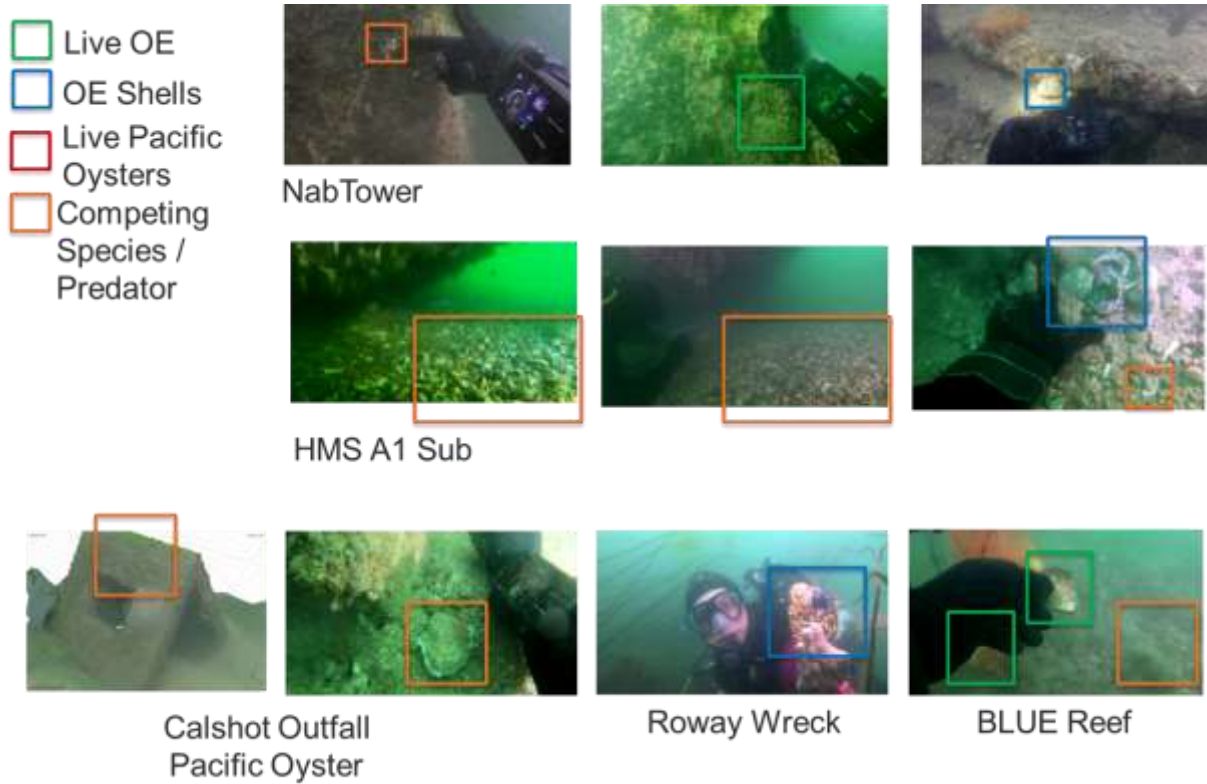 Live OE
OE Shells
Live Pacific
Oysters
Competing
Species /
Predator
NabTower
HMS A1 Sub
Calshot Outfall
Pacific Oyster
Roway Wreck
BLUE Reef